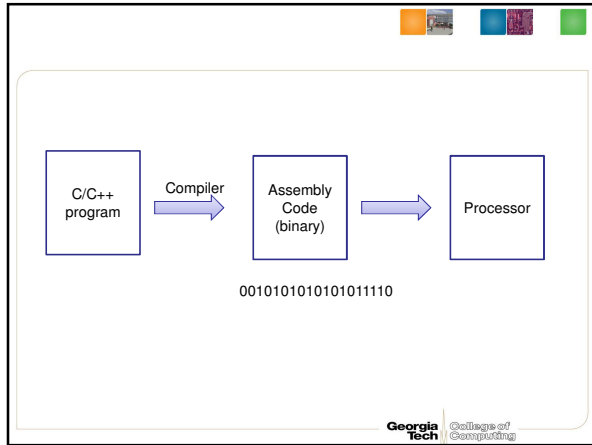 C/C++
program
Compiler
Assembly
Code
(binary)
Processor
0010101010101011110
Georgia
Tech
College of
Computing